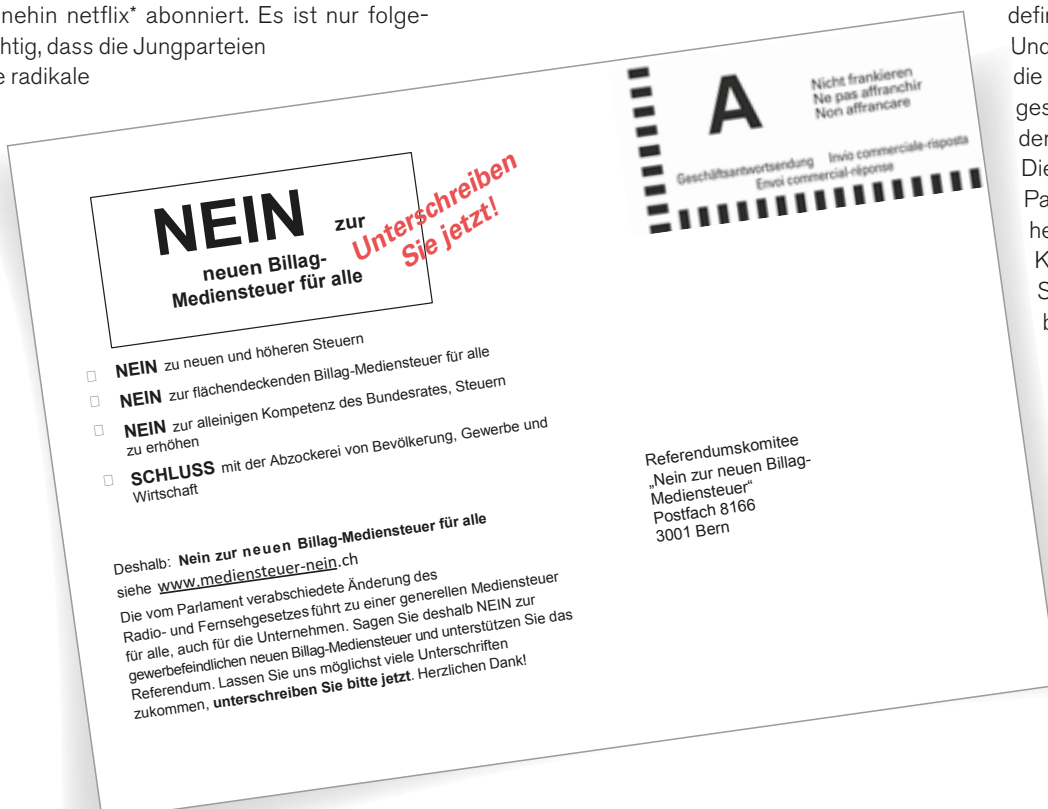 nehin netflix* abonniert. Es ist nur folge-
htig, dass die Jungparteien
radikale
NEIN zur
neuen Billag-
Mediensteuer für alle
Unterschreiben
Sie jetzt!
A
Nicht frankieren
Ne pas affranchir
Non affrancare
Geschäftsantwortsendung Invio commerciale-risposta
Envoi commercial-réponse
NEIN zu neuen und höheren Steuern
NEIN zur flächendeckenden Billag-Mediensteuer für alle
NEIN zur alleinigen Kompetenz des Bundesrates, Steuern
zu erhöhen
SCHLUSS mit der Abzockerei von Bevölkerung, Gewerbe und
Wirtschaft
Deshalb: Nein zur neuen Billag-Mediensteuer für alle
siehe www.mediensteuer-nein.ch
Die vom Parlament verabschiedete Änderung des
Radio- und Fernsehgesetzes führt zu einer generellen Mediensteuer
für alle, auch für die Unternehmen. Sagen Sie deshalb NEIN zur
gewerbefeindlichen neuen Billag-Mediensteuer und unterstützen Sie das
Referendum. Lassen Sie uns möglichst viele Unterschriften
zukommen, unterschreiben Sie bitte jetzt. Herzlichen Dank!
Referendumskomitee
„Nein zur neuen Billag-
Mediensteuer“
Postfach 8166
3001 Bern
defin
Und
die
ges
der
Die
Pa
he
K
S